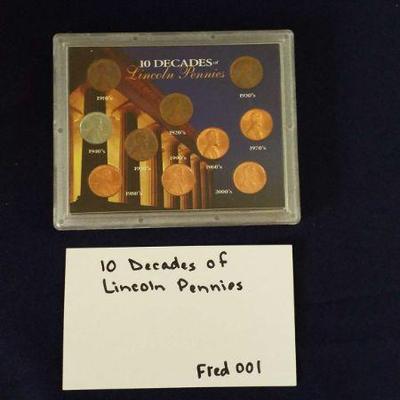 10 DECADES of
Lincoln Pennies
1910's
1920's
1930's
1940's
1950's
1960's
1970's
1980's
1990's
2000's
10 Decades of
Lincoln Pennies
Fred 001